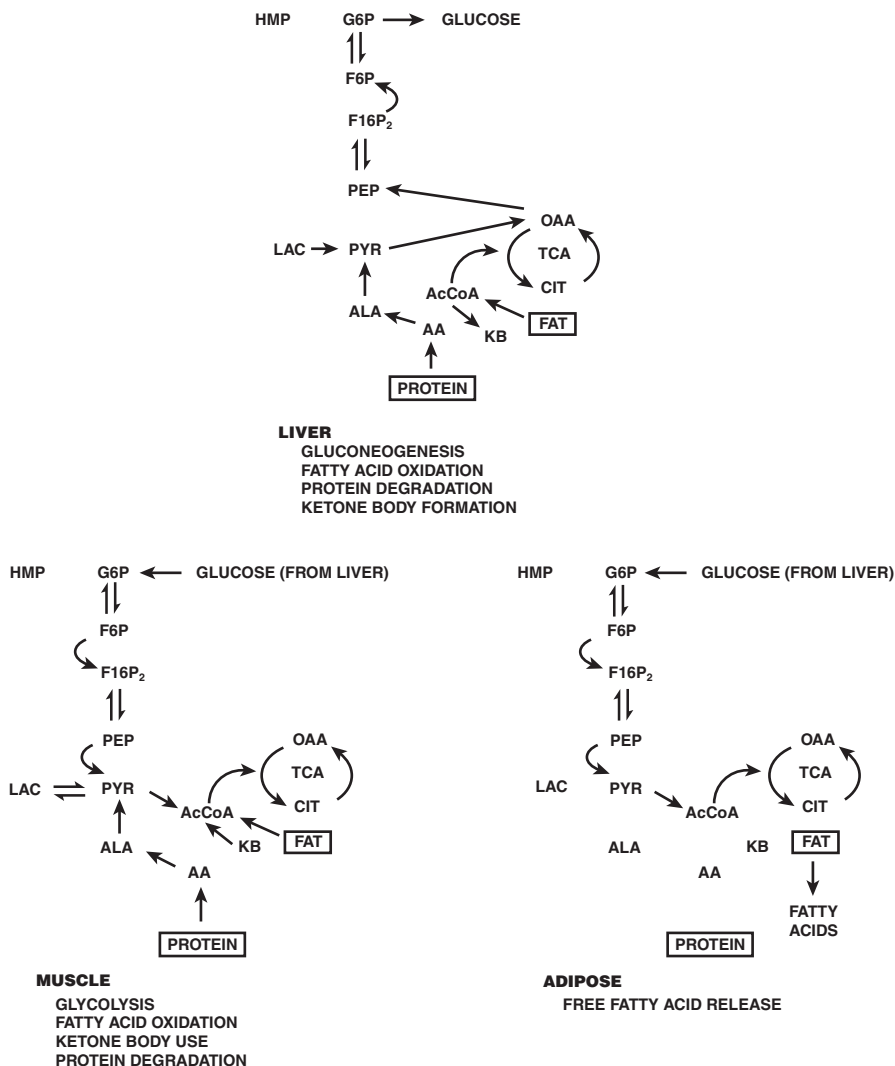 HMP G6P GLUCOSE
F6P
F16P₂
PEP
OAA
LAC PYR TCA
CIT
AcCoA
ALA FAT
AA KB
PROTEIN
LIVER
GLUCONEOGENESIS
FATTY ACID OXIDATION
PROTEIN DEGRADATION
KETONE BODY FORMATION
HMP G6P GLUCOSE (FROM LIVER)
F6P
F16P₂
PEP OAA
TCA
LAC PYR
CIT
AcCoA
ALA KB FAT
AA
PROTEIN
MUSCLE
GLYCOLYSIS
FATTY ACID OXIDATION
KETONE BODY USE
PROTEIN DEGRADATION
HMP G6P GLUCOSE (FROM LIVER)
F6P
F16P₂
PEP OAA
TCA
LAC PYR
CIT
AcCoA
ALA KB FAT
AA
FATTY
ACIDS
PROTEIN
ADIPOSE
FREE FATTY ACID RELEASE